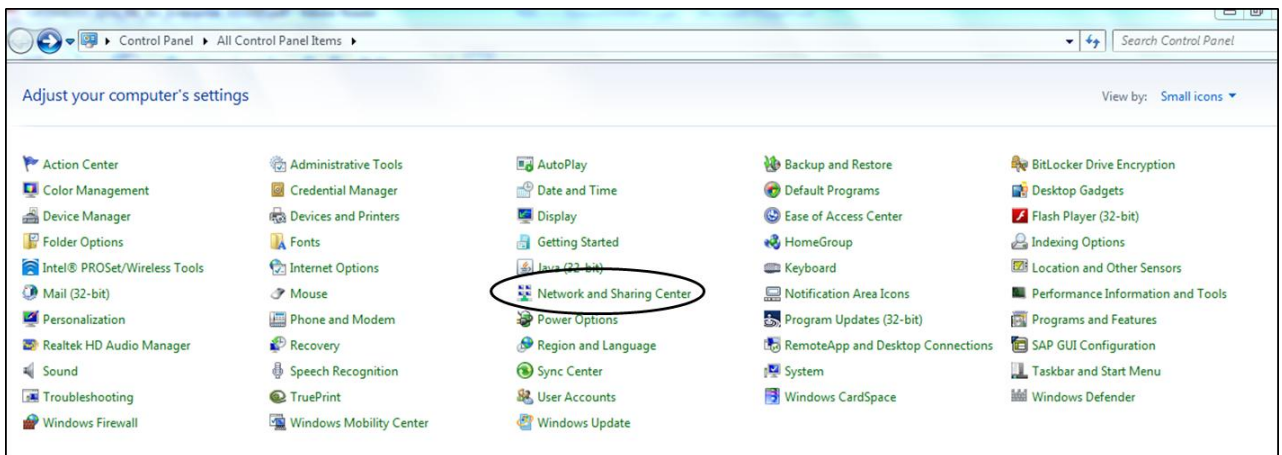 Control Panel All Control Panel Items Search Control Panel
Adjust your computer's settings View by: Small icons
Action Center Administrative Tools AutoPlay Backup and Restore BitLocker Drive Encryption
Color Management Credential Manager Date and Time Default Programs Desktop Gadgets
Device Manager Devices and Printers Display Ease of Access Center Flash Player (32-bit)
Folder Options Fonts Getting Started HomeGroup Indexing Options
Intel® PROSet/Wireless Tools Internet Options Java (32-bit) Keyboard Location and Other Sensors
Mail (32-bit) Mouse Network and Sharing Center Notification Area Icons Performance Information and Tools
Personalization Phone and Modem Power Options Program Updates (32-bit) Programs and Features
Realtek HD Audio Manager Recovery Region and Language RemoteApp and Desktop Connections SAP GUI Configuration
Sound Speech Recognition Sync Center System Taskbar and Start Menu
Troubleshooting TruePrint User Accounts Windows CardSpace Windows Defender
Windows Firewall Windows Mobility Center Windows Update